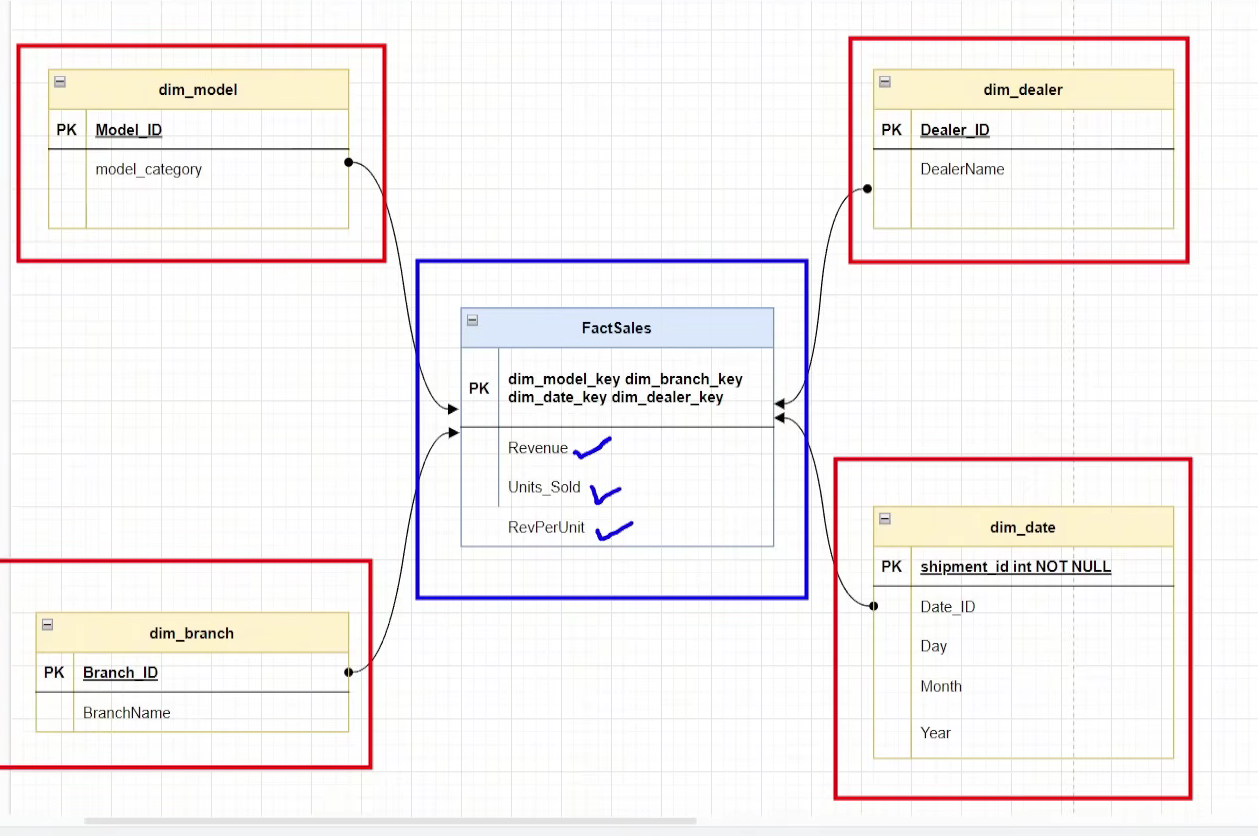 dim_model
PK Model_ID
model_category
dim_dealer
PK Dealer_ID
DealerName
FactSales
PK
dim_model_key dim_branch_key
dim_date_key dim_dealer_key
Revenue
Units_Sold
RevPerUnit
dim_branch
PK Branch_ID
BranchName
dim_date
PK shipment_id int NOT NULL
Date_ID
Day
Month
Year